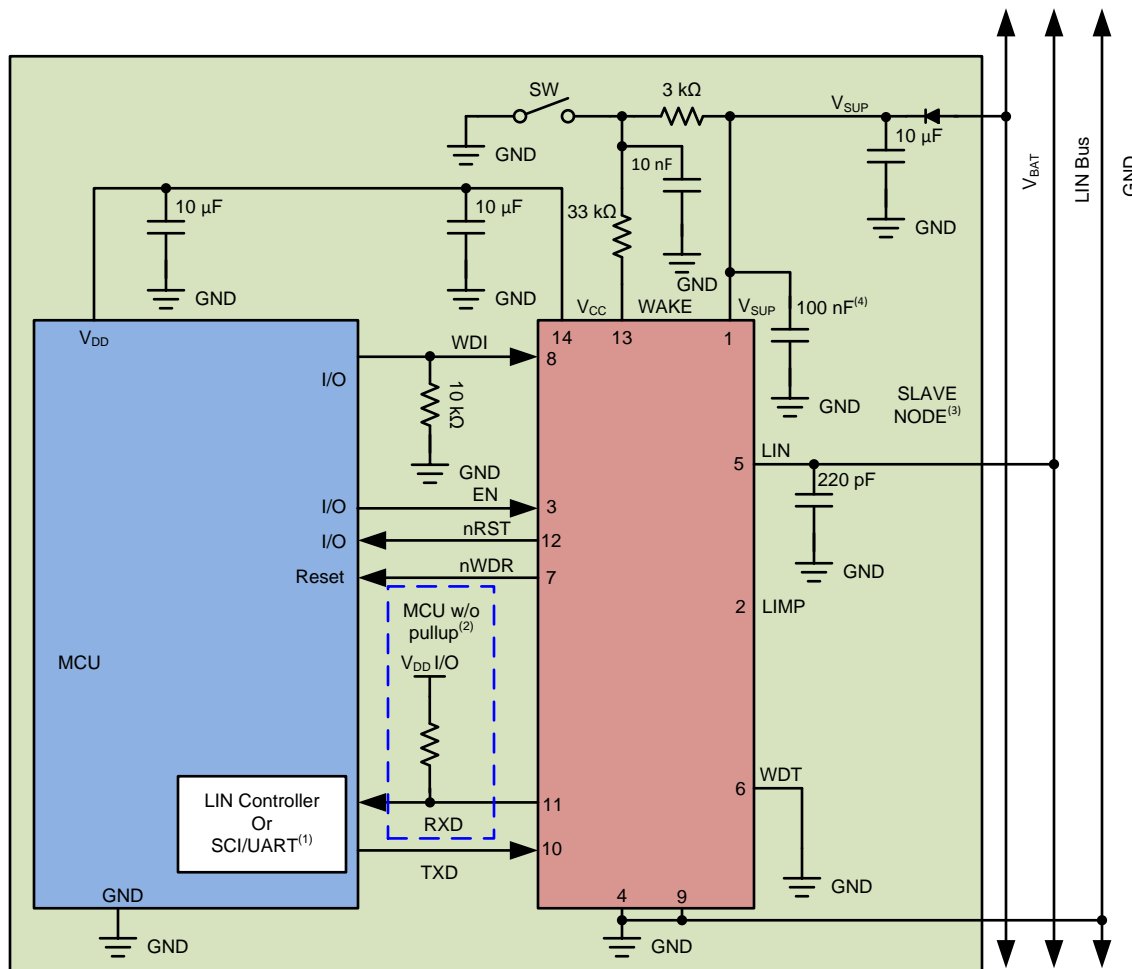 SW
3 kΩ
VSUP
10 µF
GND
10 nF
GND
VBAT
LIN Bus
GND
10 µF
10 µF
33 kΩ
GND
GND
GND
VDD
VCC
WAKE
VSUP
100 nF(4)
14
13
1
I/O
WDI
8
10 kΩ
GND
GND
SLAVE
NODE(3)
5
LIN
220 pF
I/O
EN
3
I/O
nRST
12
Reset
nWDR
7
GND
MCU w/o
pullup(2)
VDD I/O
2
LIMP
MCU
LIN Controller
Or
SCI/UART(1)
RXD
11
TXD
10
6
WDT
GND
GND
GND
4
9
GND